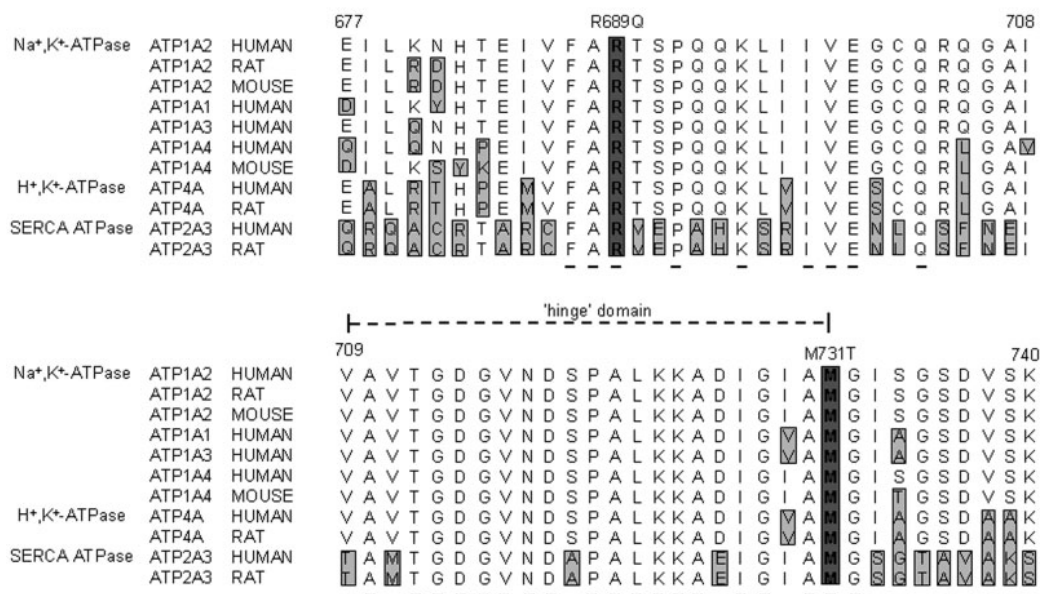 677 R689Q 708
Na⁺,K⁺-ATPase ATP1A2 HUMAN E I L K N H T E I V F A R T S P Q Q K L I I V E G C Q R Q G A I
ATP1A2 RAT E I L R D H T E I V F A R T S P Q Q K L I I V E G C Q R Q G A I
ATP1A2 MOUSE E I L R D H T E I V F A R T S P Q Q K L I I V E G C Q R Q G A I
ATP1A1 HUMAN D I L K Y H T E I V F A R T S P Q Q K L I I V E G C Q R Q G A I
ATP1A3 HUMAN E I L Q N H T E I V F A R T S P Q Q K L I I V E G C Q R Q G A I
ATP1A4 HUMAN Q I L Q N H P E I V F A R T S P Q Q K L I I V E G C Q R L G A V
ATP1A4 MOUSE D I L K S Y K E I V F A R T S P Q Q K L I I V E G C Q R L G A I
H⁺,K⁺-ATPase ATP4A HUMAN E A L R T H P E M V F A R T S P Q Q K L V I V E S C Q R L G A I
ATP4A RAT E A L R T H P E M V F A R T S P Q Q K L V I V E S C Q R L G A I
SERCA ATPase ATP2A3 HUMAN Q R Q A C R T A R C F A R V E P A H K S R I V E N L Q S F N E I
ATP2A3 RAT Q R Q A C R T A R C F A R V E P A H K S R I V E N L Q S F N E I
'hinge' domain
709 M731T 740
Na⁺,K⁺-ATPase ATP1A2 HUMAN V A V T G D G V N D S P A L K K A D I G I A M G I S G S D V S K
ATP1A2 RAT V A V T G D G V N D S P A L K K A D I G I A M G I S G S D V S K
ATP1A2 MOUSE V A V T G D G V N D S P A L K K A D I G I A M G I S G S D V S K
ATP1A1 HUMAN V A V T G D G V N D S P A L K K A D I G V A M G I A G S D V S K
ATP1A3 HUMAN V A V T G D G V N D S P A L K K A D I G V A M G I A G S D V S K
ATP1A4 HUMAN V A V T G D G V N D S P A L K K A D I G I A M G I S G S D V S K
ATP1A4 MOUSE V A V T G D G V N D S P A L K K A D I G I A M G I T G S D V S K
H⁺,K⁺-ATPase ATP4A HUMAN V A V T G D G V N D S P A L K K A D I G V A M G I A G S D A A K
ATP4A RAT V A V T G D G V N D S P A L K K A D I G V A M G I A G S D A A K
SERCA ATPase ATP2A3 HUMAN T A M T G D G V N D A P A L K K A E I G I A M G S G T A V A K S
ATP2A3 RAT T A M T G D G V N D A P A L K K A E I G I A M G S G T A V A K S